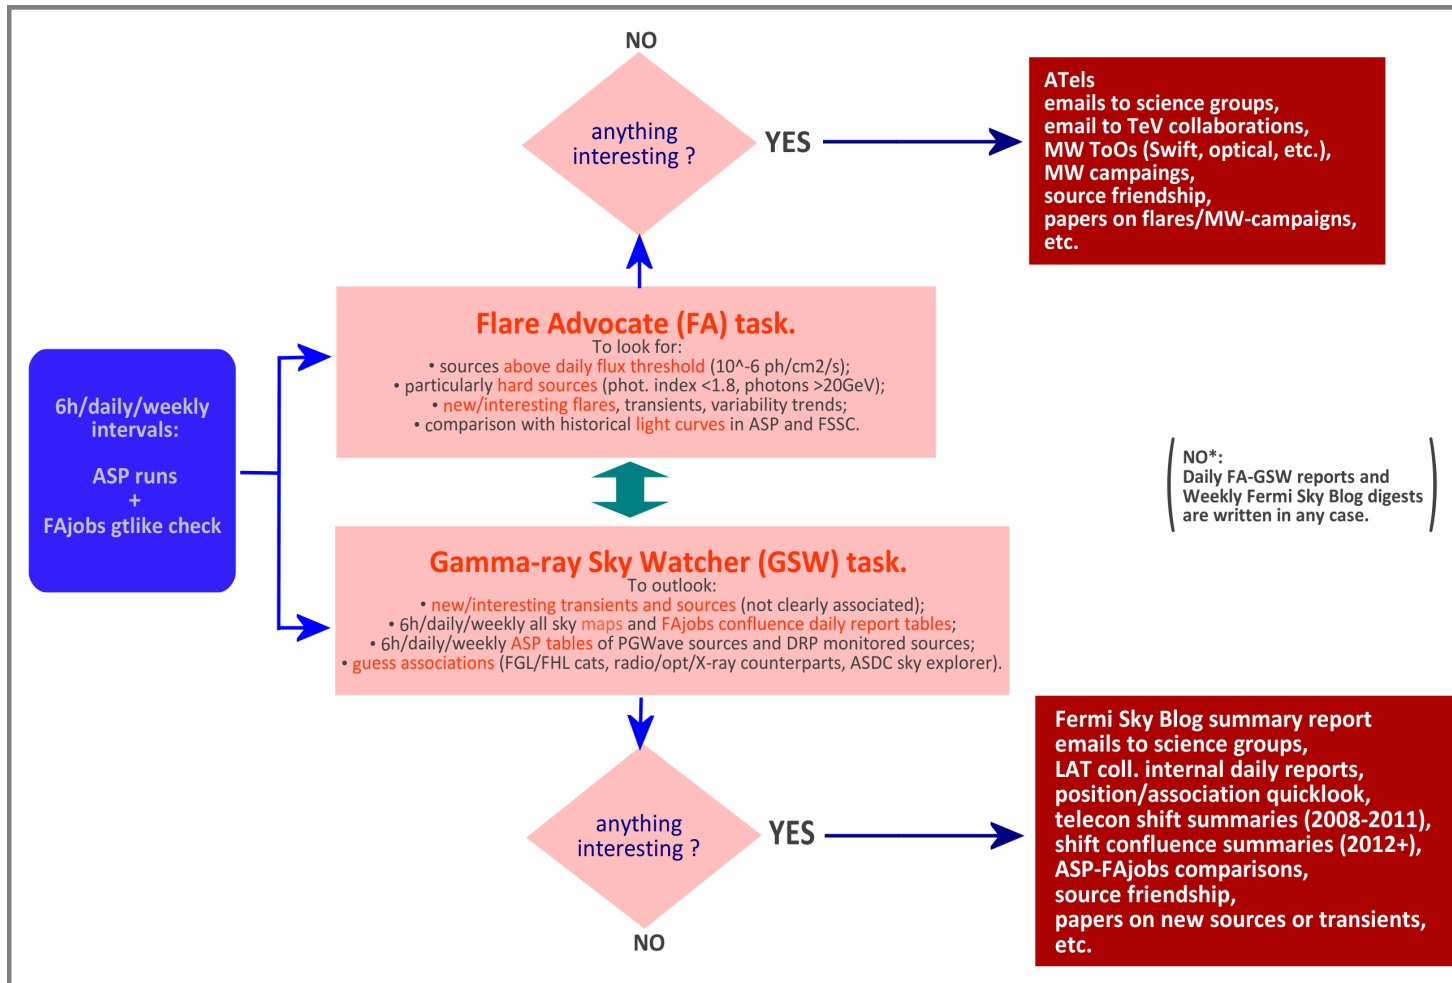 NO
anything
interesting ?
YES
ATels
emails to science groups,
email to TeV collaborations,
MW ToOs (Swift, optical, etc.),
MW campaings,
source friendship,
papers on flares/MW-campaigns,
etc.
Flare Advocate (FA) task.
To look for:
• sources above daily flux threshold (10^-6 ph/cm2/s);
• particularly hard sources (phot. index <1.8, photons >20GeV);
• new/interesting flares, transients, variability trends;
• comparison with historical light curves in ASP and FSSC.
6h/daily/weekly
intervals:
ASP runs
+
FAjobs gtlike check
NO*:
Daily FA-GSW reports and
Weekly Fermi Sky Blog digests
are written in any case.
Gamma-ray Sky Watcher (GSW) task.
To outlook:
• new/interesting transients and sources (not clearly associated);
• 6h/daily/weekly all sky maps and FAjobs confluence daily report tables;
• 6h/daily/weekly ASP tables of PGWave sources and DRP monitored sources;
• guess associations (FGL/FHL cats, radio/opt/X-ray counterparts, ASDC sky explorer).
anything
interesting ?
YES
NO
Fermi Sky Blog summary report
emails to science groups,
LAT coll. internal daily reports,
position/association quicklook,
telecon shift summaries (2008-2011),
shift confluence summaries (2012+),
ASP-FAjobs comparisons,
source friendship,
papers on new sources or transients,
etc.